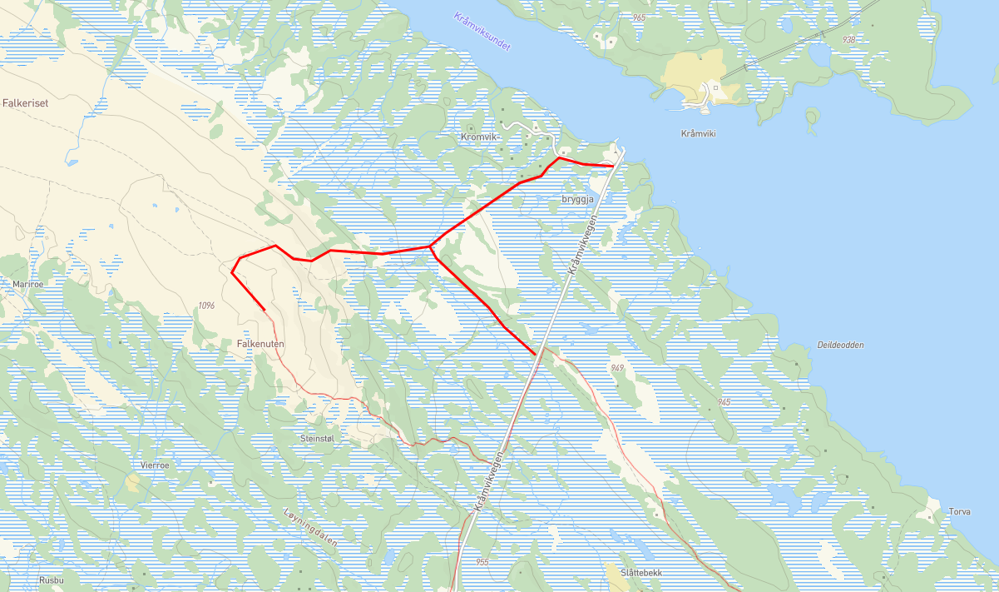 965
Kråmviksundet
938
Falkeriset
Kråmviki
Kromvik
bryggja
Kråmvikvegen
Mariroe
1096
Falkenuten
Deildeodden
949
945
Steinstøl
Vierroe
Kråmvikvegen
Løyningdalen
Torva
955
Slåttebekk
Rusbu